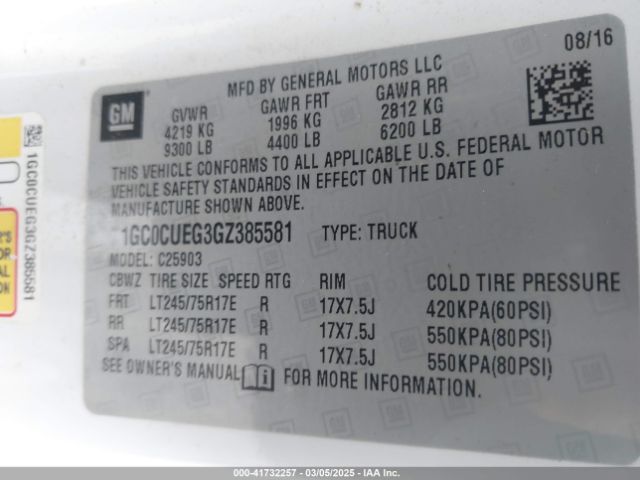 08/16
MFD BY GENERAL MOTORS LLC
GM
GVWR GAWR FRT GAWR RR
4219 KG 1996 KG 2812 KG
9300 LB 4400 LB 6200 LB
THIS VEHICLE CONFORMS TO ALL APPLICABLE U.S. FEDERAL MOTOR
VEHICLE SAFETY STANDARDS IN EFFECT ON THE DATE OF
MANUFACTURE SHOWN ABOVE.
1GC0CUEG3GZ385581 TYPE: TRUCK
MODEL: C25903
CBWZ TIRE SIZE SPEED RTG RIM COLD TIRE PRESSURE
FRT LT245/75R17E R 17X7.5J 420KPA(60PSI)
RR LT245/75R17E R 17X7.5J 550KPA(80PSI)
SPA LT245/75R17E R 17X7.5J 550KPA(80PSI)
SEE OWNER'S MANUAL FOR MORE INFORMATION.
1GC0CUEG3GZ385581
000-41732257 - 03/05/2025 - IAA Inc.